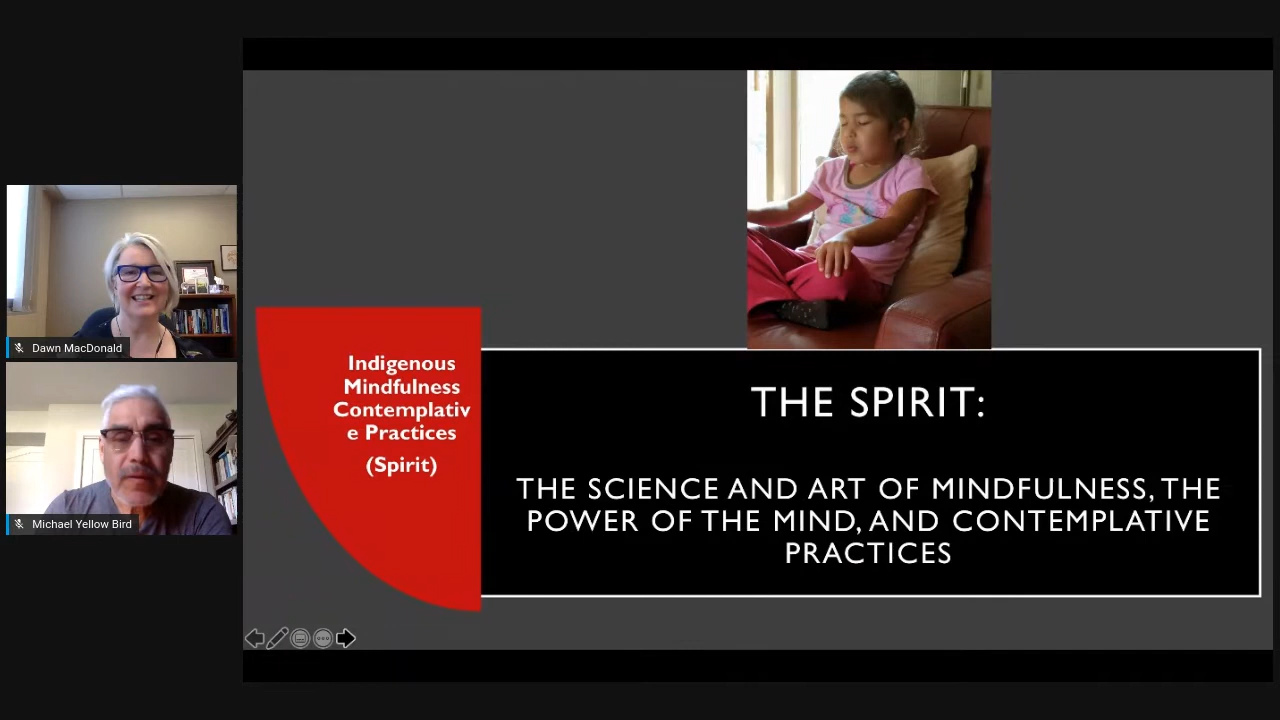 Dawn MacDonald
Michael Yellow Bird
Indigenous
Mindfulness
Contemplativ
e Practices
(Spirit)
THE SPIRIT:
THE SCIENCE AND ART OF MINDFULNESS, THE
POWER OF THE MIND, AND CONTEMPLATIVE
PRACTICES